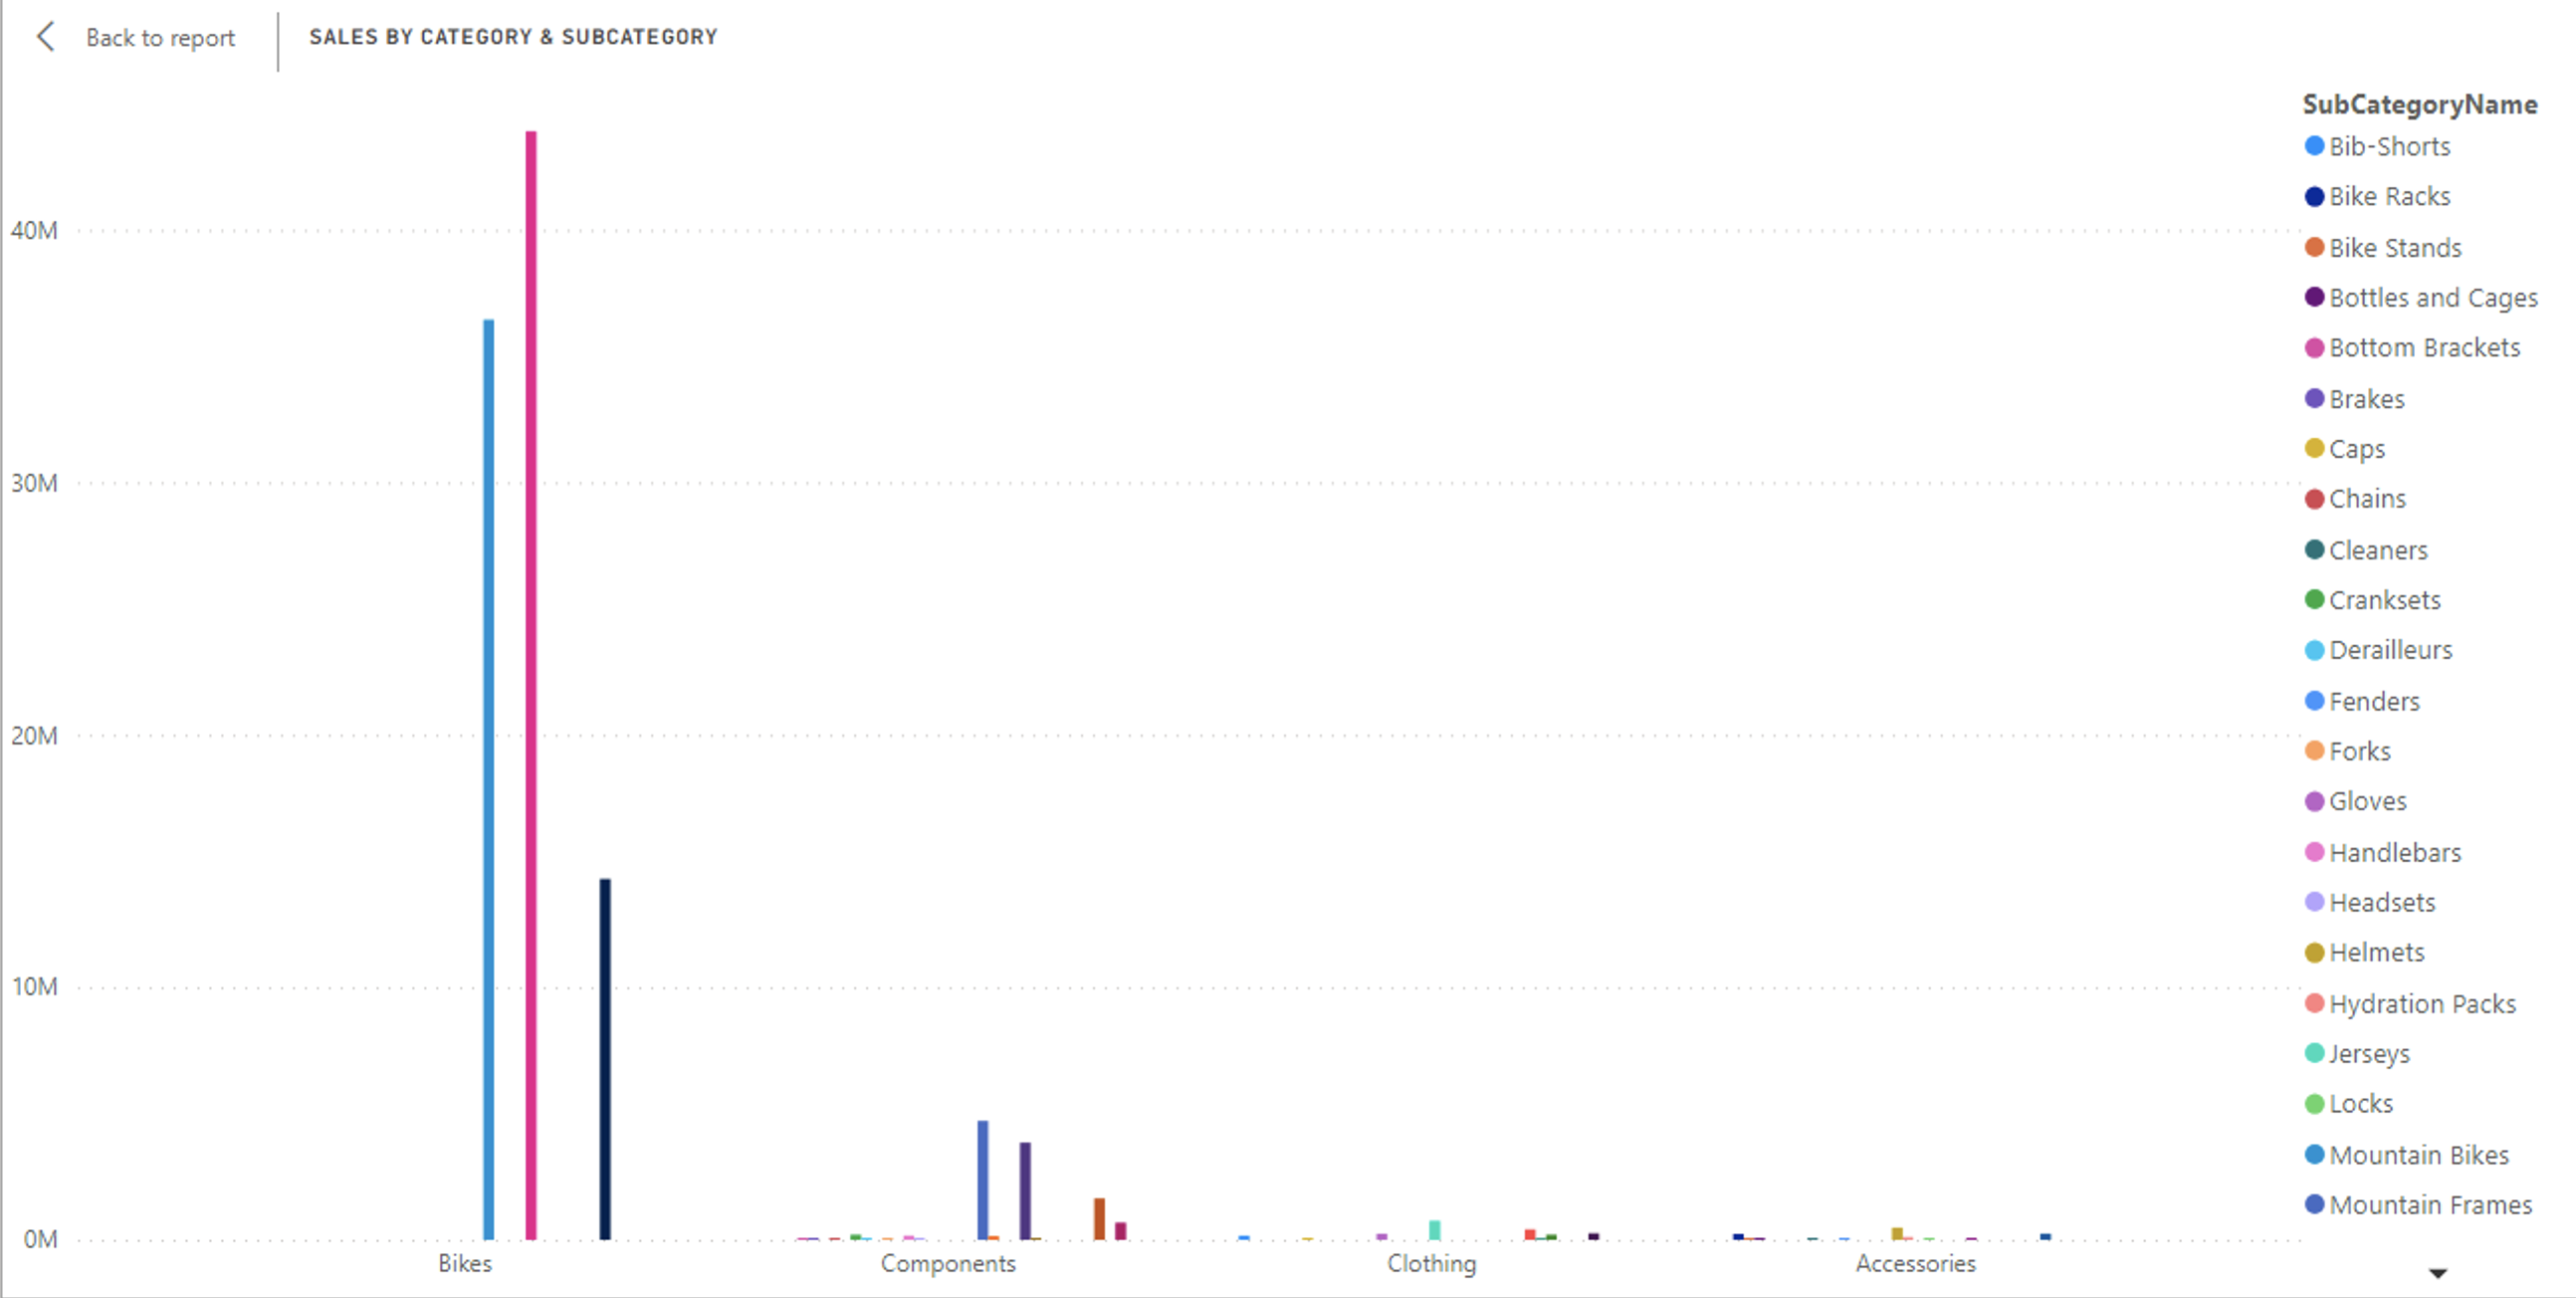 Back to report
SALES BY CATEGORY & SUBCATEGORY
SubCategoryName
Bib-Shorts
Bike Racks
Bike Stands
Bottles and Cages
Bottom Brackets
Brakes
Caps
Chains
Cleaners
Cranksets
Derailleurs
Fenders
Forks
Gloves
Handlebars
Headsets
Helmets
Hydration Packs
Jerseys
Locks
Mountain Bikes
Mountain Frames
40M
30M
20M
10M
0M
Bikes
Components
Clothing
Accessories